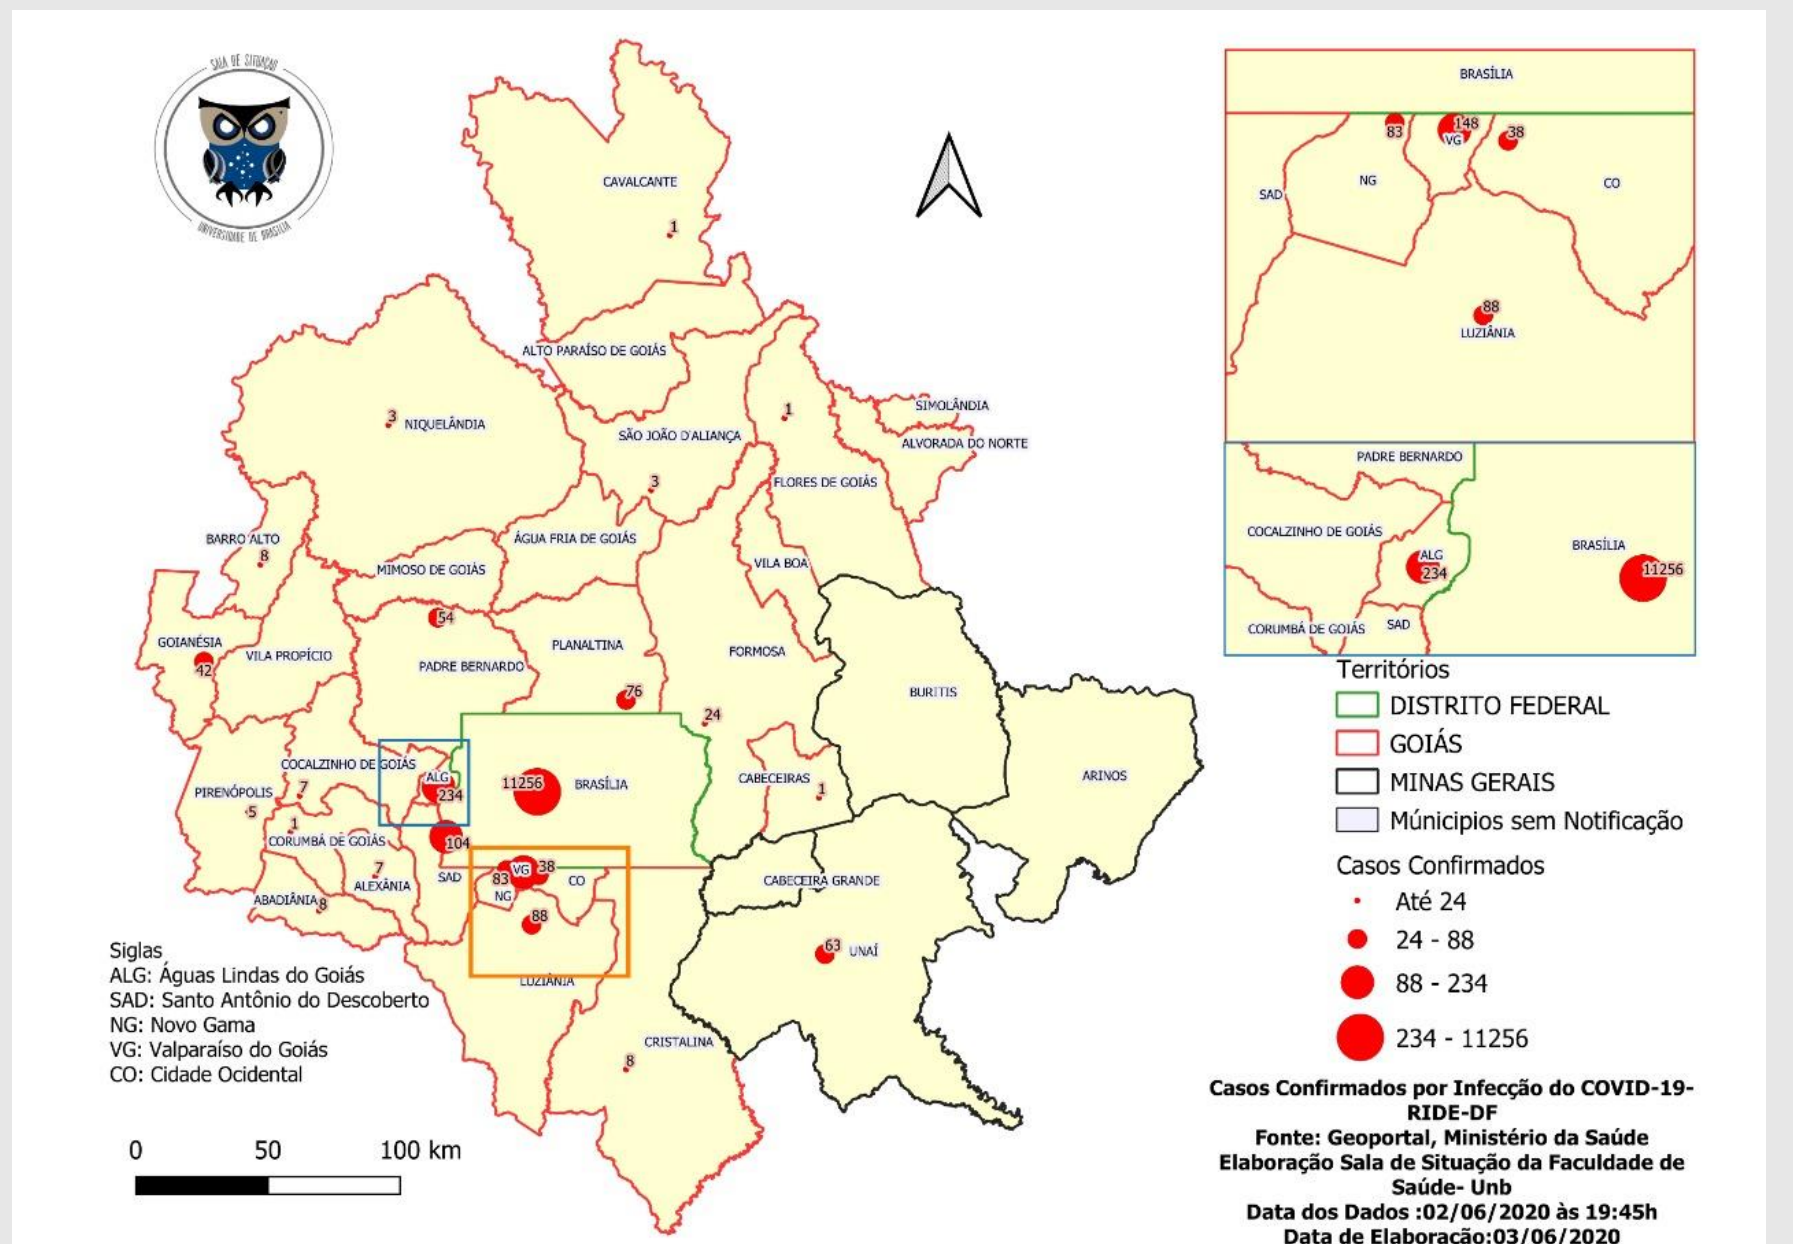 SALA DE SITUAÇÃO
UNIVERSIDADE DE BRASÍLIA
CAVALCANTE
1
ALTO PARAÍSO DE GOIÁS
3
NIQUELÂNDIA
1
SÃO JOÃO D'ALIANÇA
SIMOLÂNDIA
ALVORADA DO NORTE
3
FLORES DE GOIÁS
BARRO ALTO
8
ÁGUA FRIA DE GOIÁS
MIMOSO DE GOIÁS
VILA BOA
54
GOIANÉSIA
42
VILA PROPÍCIO
PADRE BERNARDO
PLANALTINA
FORMOSA
76
24
BURITIS
ARINOS
COCALZINHO DE GOIÁS
7
ALG
234
11256
BRASÍLIA
CABECEIRAS
1
PIRENÓPOLIS
5
1
CORUMBÁ DE GOIÁS
104
7
ALEXÂNIA
SAD
ABADIÂNIA
8
83
VG
38
NG
CO
88
CABECEIRA GRANDE
63
UNAÍ
LUZIÂNIA
CRISTALINA
8
Siglas
ALG: Águas Lindas do Goiás
SAD: Santo Antônio do Descoberto
NG: Novo Gama
VG: Valparaíso do Goiás
CO: Cidade Ocidental
0 50 100 km
BRASÍLIA
83
148
VG
38
SAD
NG
CO
88
LUZIÂNIA
PADRE BERNARDO
COCALZINHO DE GOIÁS
ALG
234
BRASÍLIA
11256
CORUMBÁ DE GOIÁS
SAD
Territórios
DISTRITO FEDERAL
GOIÁS
MINAS GERAIS
Múnicipios sem Notificação
Casos Confirmados
Até 24
24 - 88
88 - 234
234 - 11256
Casos Confirmados por Infecção do COVID-19-
RIDE-DF
Fonte: Geoportal, Ministério da Saúde
Elaboração Sala de Situação da Faculdade de
Saúde- Unb
Data dos Dados :02/06/2020 às 19:45h
Data de Elaboração:03/06/2020